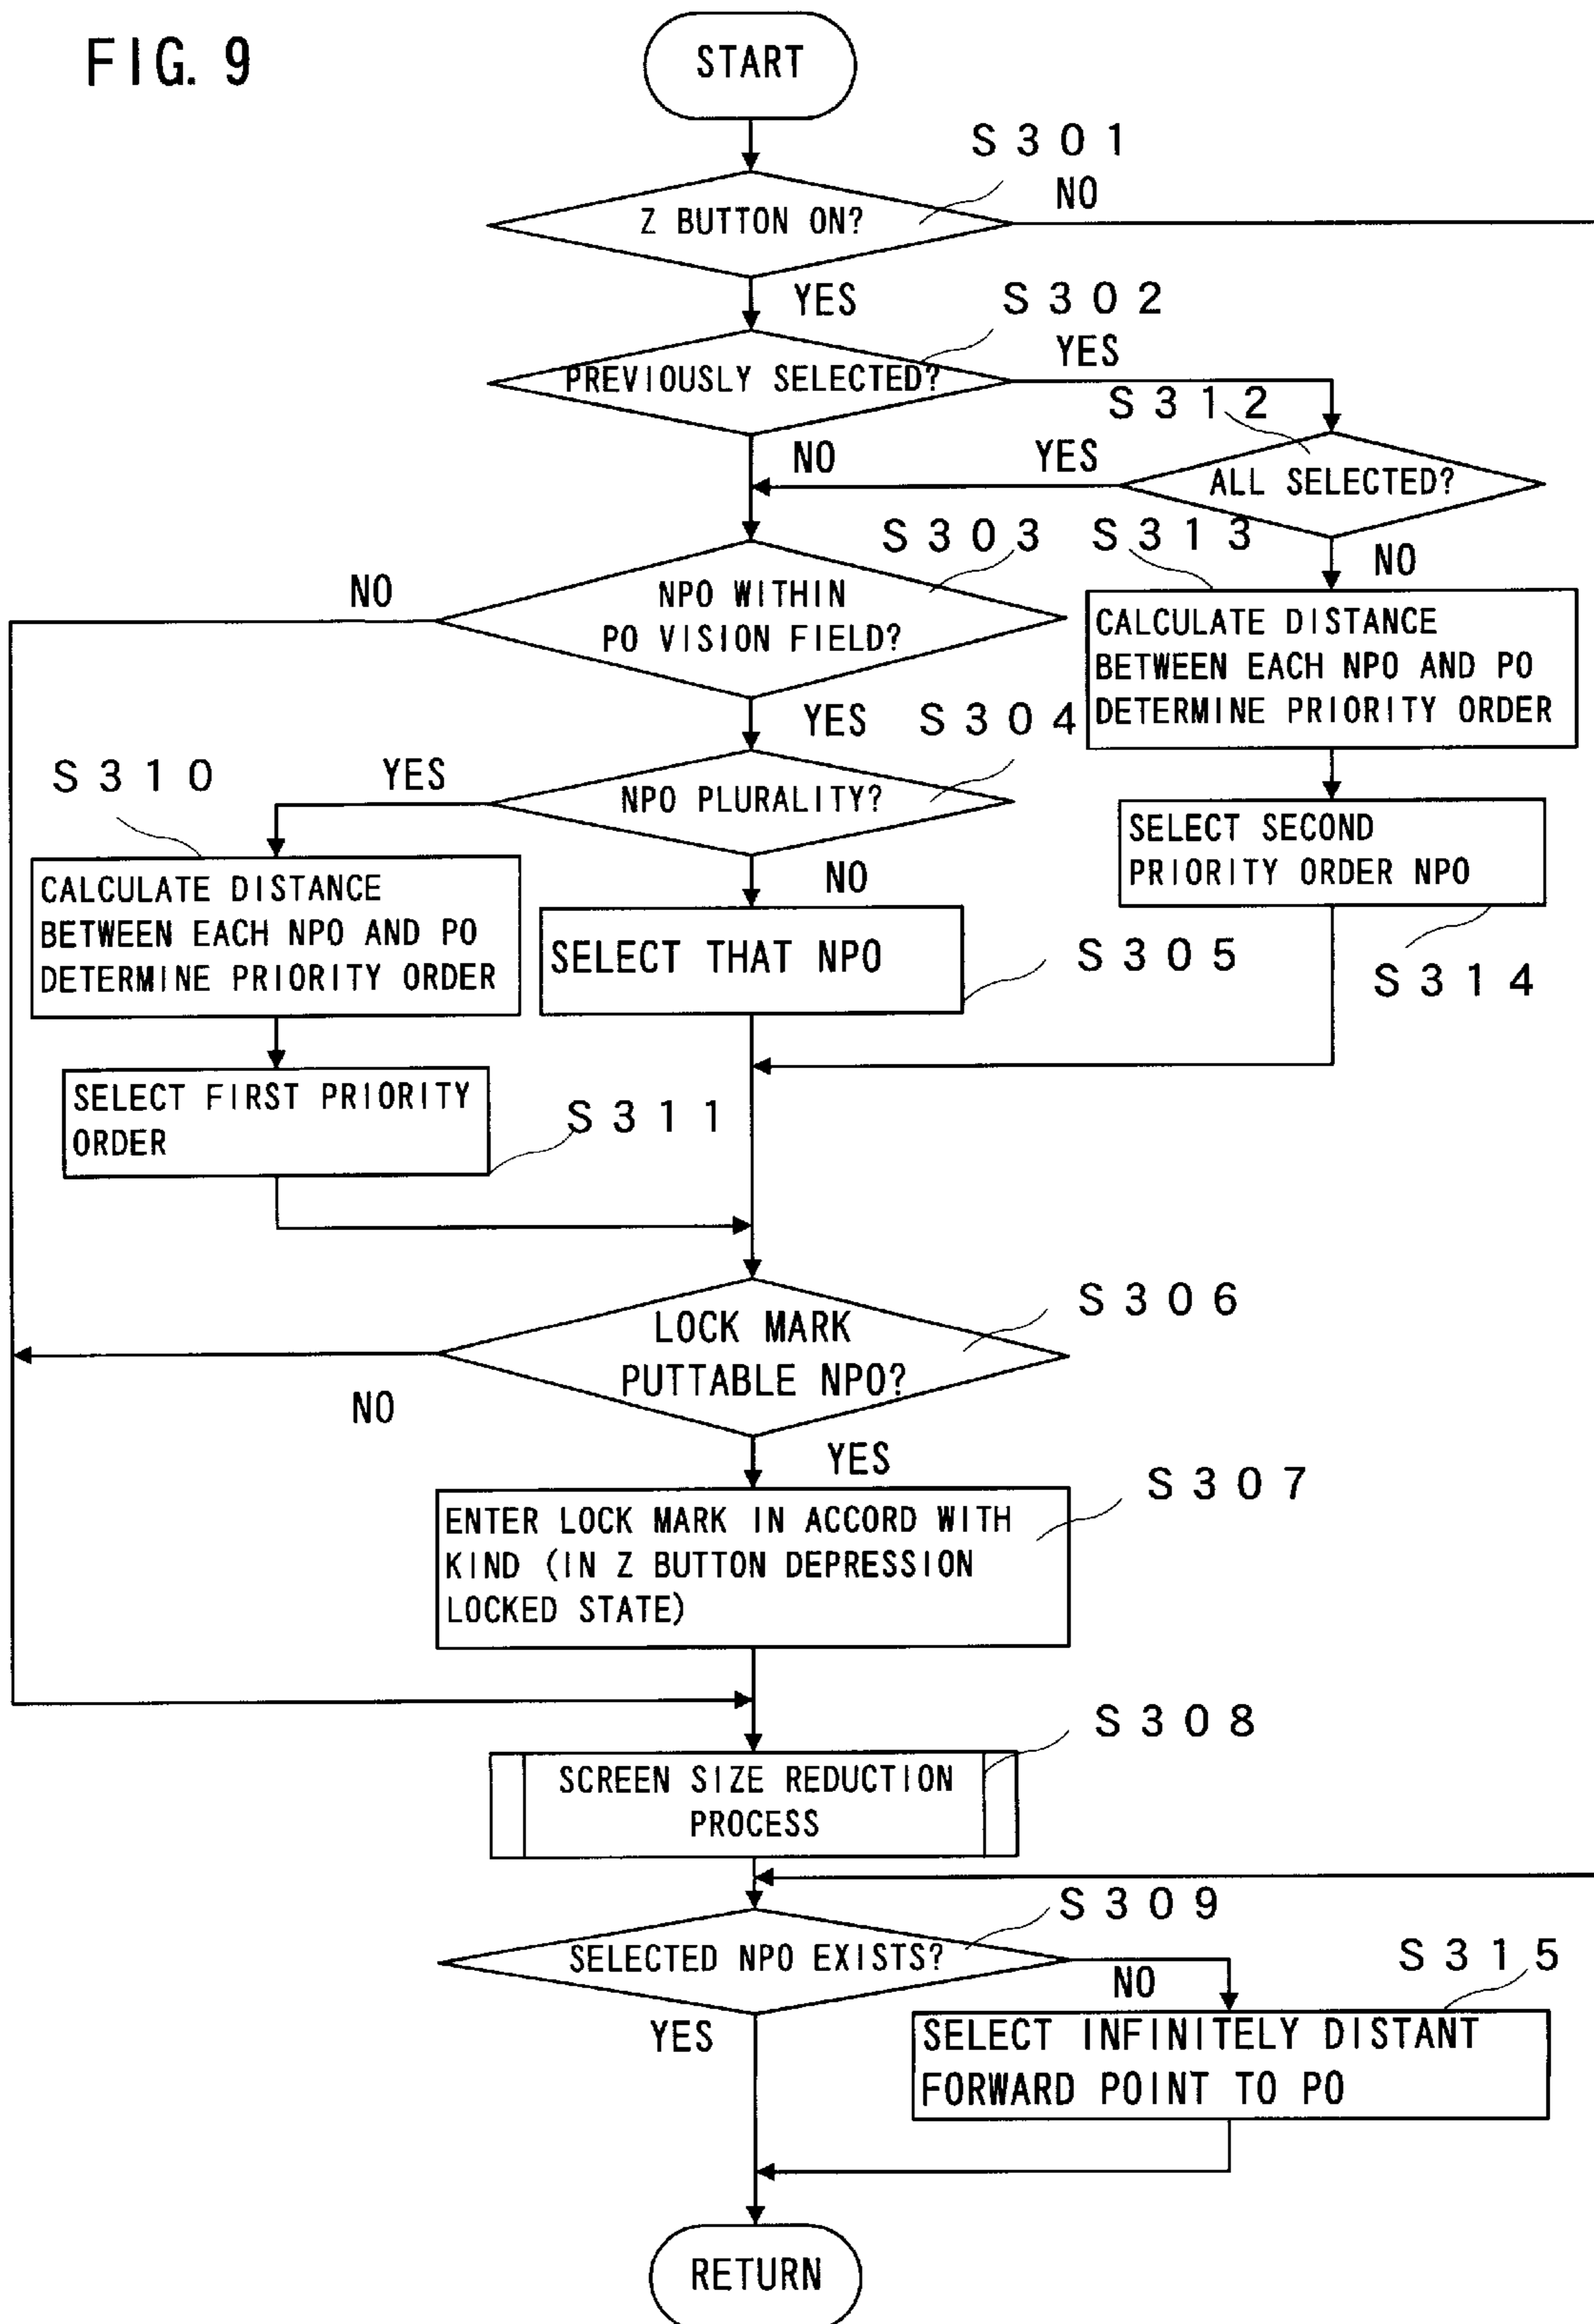 FIG. 9
START
S301
Z BUTTON ON?
NO
YES
S302
PREVIOUSLY SELECTED?
YES
S312
NO
YES
ALL SELECTED?
S303
S313
NO
NO
NPO WITHIN
PO VISION FIELD?
CALCULATE DISTANCE
BETWEEN EACH NPO AND PO
DETERMINE PRIORITY ORDER
YES
S304
S310
YES
NPO PLURALITY?
SELECT SECOND
PRIORITY ORDER NPO
NO
S314
CALCULATE DISTANCE
BETWEEN EACH NPO AND PO
DETERMINE PRIORITY ORDER
SELECT THAT NPO
S305
SELECT FIRST PRIORITY
ORDER
S311
S306
LOCK MARK
PUTTABLE NPO?
NO
YES
S307
ENTER LOCK MARK IN ACCORD WITH
KIND (IN Z BUTTON DEPRESSION
LOCKED STATE)
S308
SCREEN SIZE REDUCTION
PROCESS
S309
SELECTED NPO EXISTS?
NO
S315
YES
SELECT INFINITELY DISTANT
FORWARD POINT TO PO
RETURN